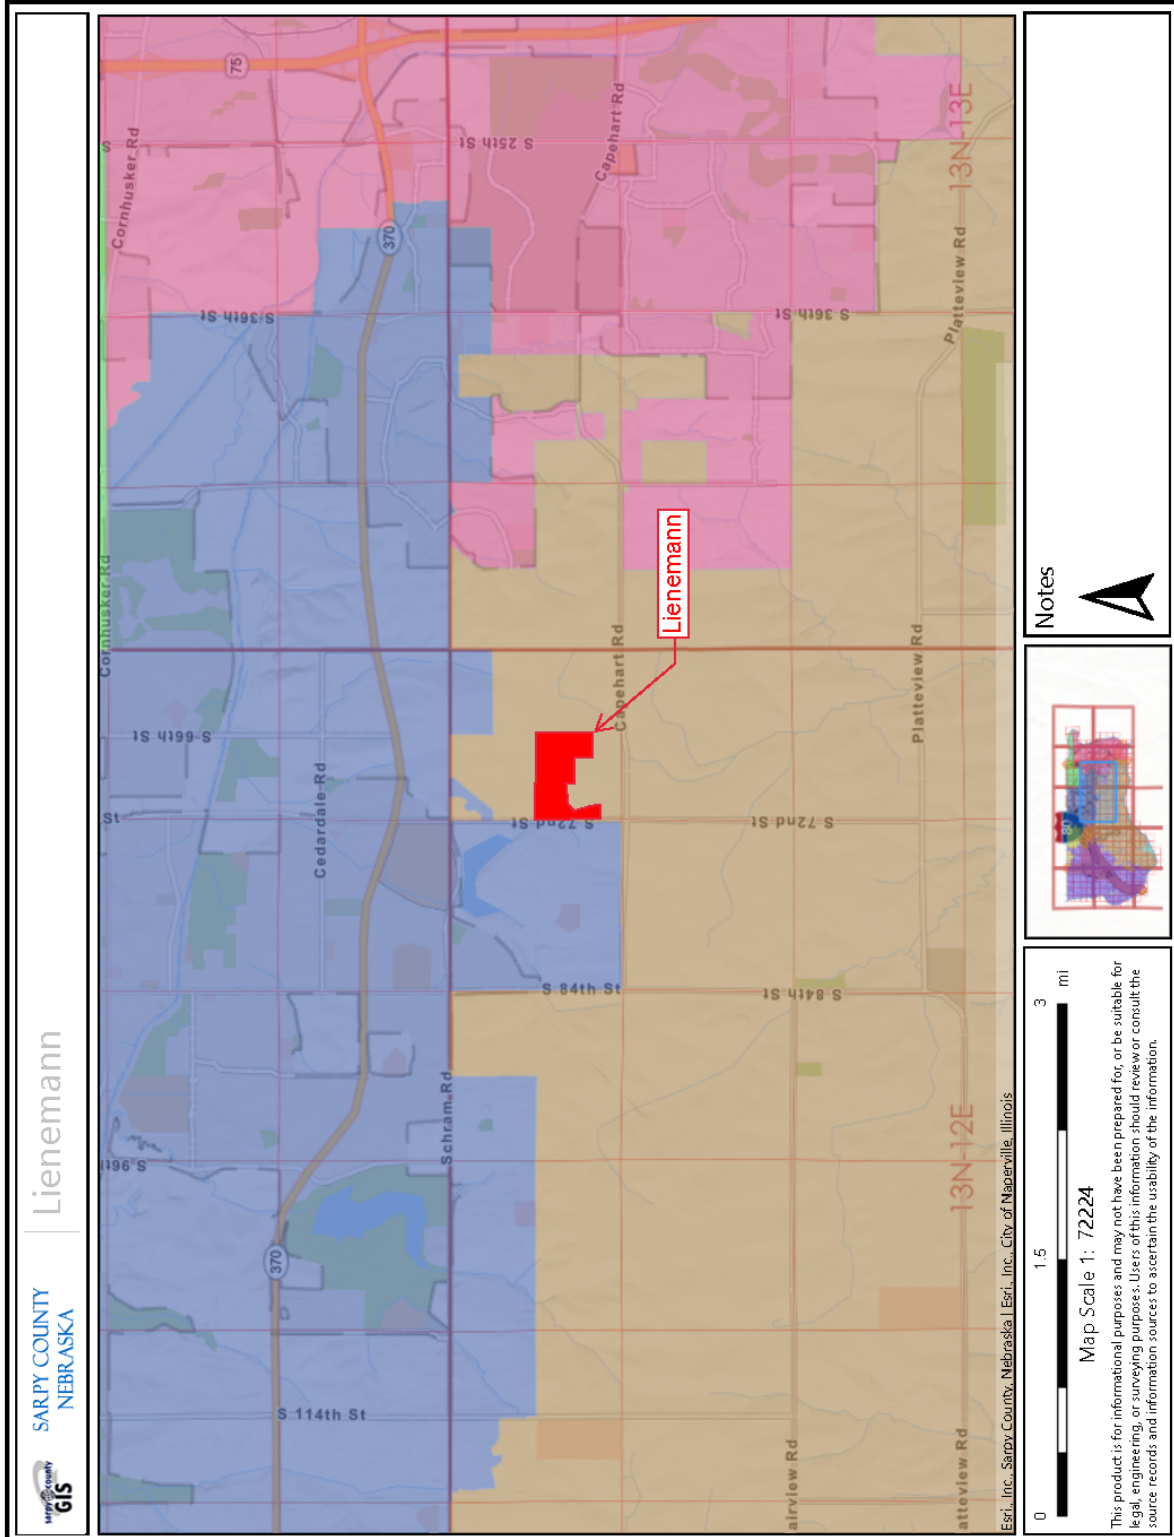 sarpy county
GIS
SARPY COUNTY
NEBRASKA
Lienemann
75
S
Cornhusker Rd
S 25th St
Capehart Rd
13N-13E
370
S 36th St
S 36th St
Platteview Rd
Cornhusker Rd
Lienemann
S 66th St
Capehart Rd
Platteview Rd
St
Cedardale Rd
S 72nd St
S 72nd St
S 84th St
S 84th St
S 96th
Schram Rd
13N-12E
370
S 114th St
airview Rd
atteview Rd
Esri, Inc., Sarpy County, Nebraska | Esri, Inc., City of Naperville, Illinois
Notes
80
0
1.5
3
mi
Map Scale 1: 72224
This product is for informational purposes and may not have been prepared for, or be suitable for
legal, engineering, or surveying purposes. Users of this information should review or consult the
source records and information sources to ascertain the usability of the information.